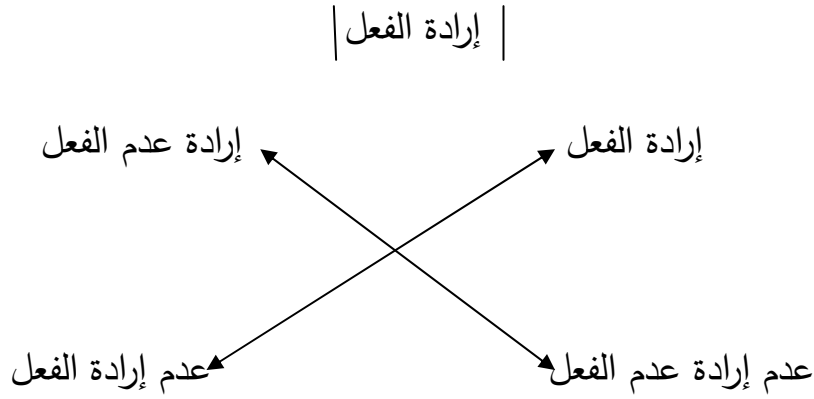 | إرادة الفعل |
إرادة الفعل
إرادة عدم الفعل
عدم إرادة عدم الفعل
عدم إرادة الفعل